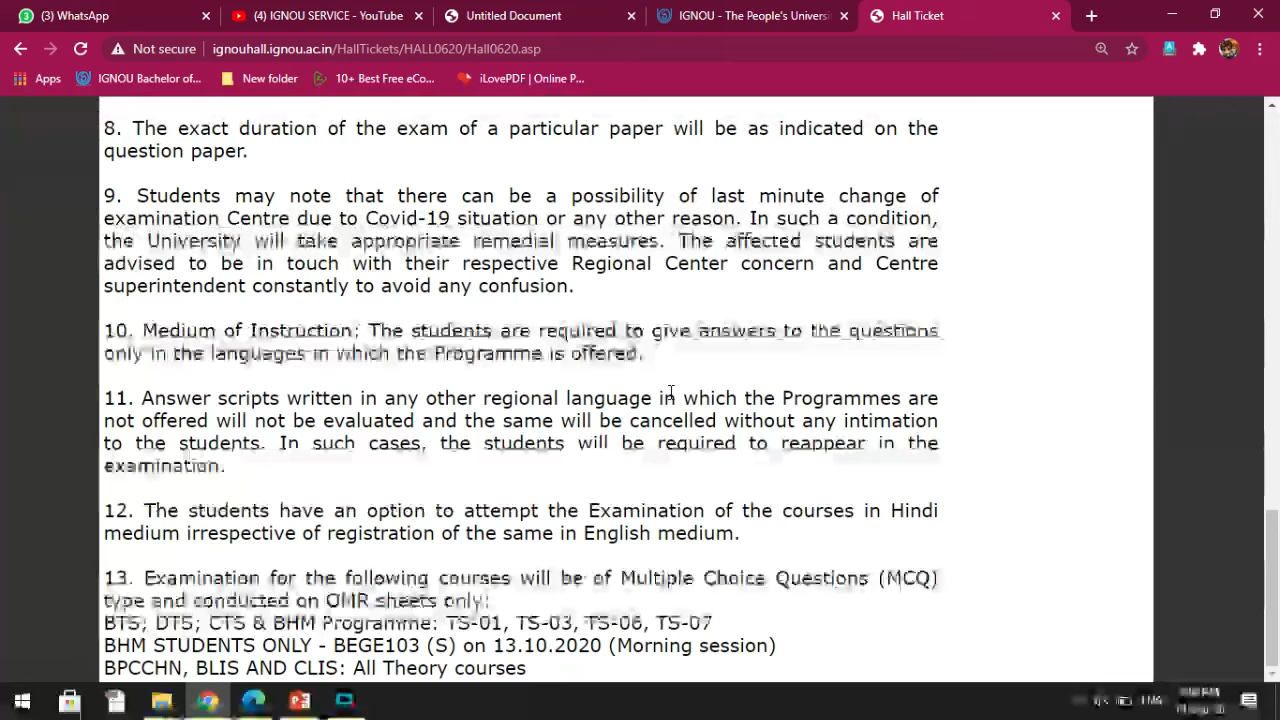 (3) WhatsApp
(4) IGNOU SERVICE - YouTube
Untitled Document
IGNOU - The People's Universi
Hall Ticket
Not secure
ignouhall.ignou.ac.in/HallTickets/HALL0620/Hall0620.asp
Apps
IGNOU Bachelor of...
New folder
10+ Best Free eCo...
iLovePDF | Online P...
8. The exact duration of the exam of a particular paper will be as indicated on the
question paper.
9. Students may note that there can be a possibility of last minute change of
examination Centre due to Covid-19 situation or any other reason. In such a condition,
the University will take appropriate remedial measures. The affected students are
advised to be in touch with their respective Regional Center concern and Centre
superintendent constantly to avoid any confusion.
10. Medium of Instruction: The students are required to give answers to the questions
only in the languages in which the Programme is offered.
11. Answer scripts written in any other regional language in which the Programmes are
not offered will not be evaluated and the same will be cancelled without any intimation
to the students. In such cases, the students will be required to reappear in the
examination.
12. The students have an option to attempt the Examination of the courses in Hindi
medium irrespective of registration of the same in English medium.
13. Examination for the following courses will be of Multiple Choice Questions (MCQ)
type and conducted on OMR sheets only:
BTS; DTS; CTS & BHM Programme: TS-01, TS-03, TS-06, TS-07
BHM STUDENTS ONLY - BEGE103 (S) on 13.10.2020 (Morning session)
BPCCHN, BLIS AND CLIS: All Theory courses
ENG